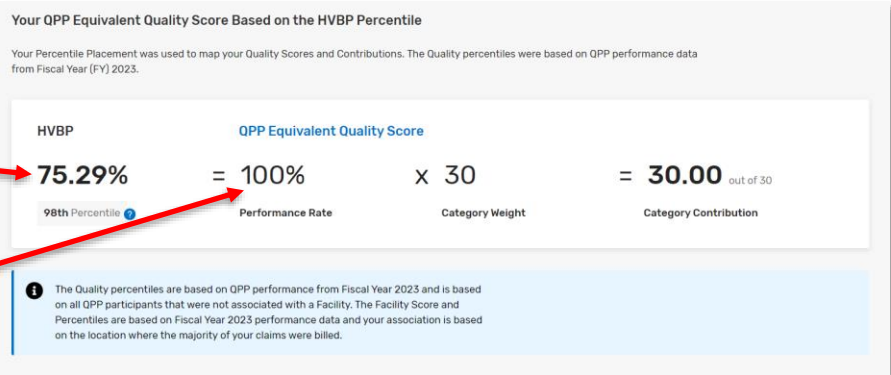 Your QPP Equivalent Quality Score Based on the HVBP Percentile
Your Percentile Placement was used to map your Quality Scores and Contributions. The Quality percentiles were based on QPP performance data
from Fiscal Year (FY) 2023.
HVBP QPP Equivalent Quality Score
75.29% = 100% x 30 = 30.00 out of 30
98th Percentile ? Performance Rate Category Weight Category Contribution
The Quality percentiles are based on QPP performance from Fiscal Year 2023 and is based
on all QPP participants that were not associated with a Facility. The Facility Score and
Percentiles are based on Fiscal Year 2023 performance data and your association is based
on the location where the majority of your claims were billed.